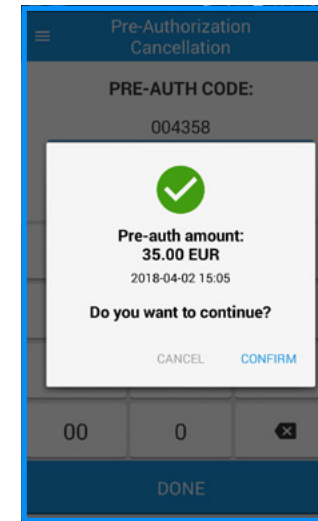 Pre-Authorization
Cancellation
PRE-AUTH CODE:
004358
Pre-auth amount:
35.00 EUR
2018-04-02 15:05
Do you want to continue?
CANCEL CONFIRM
00 0
DONE